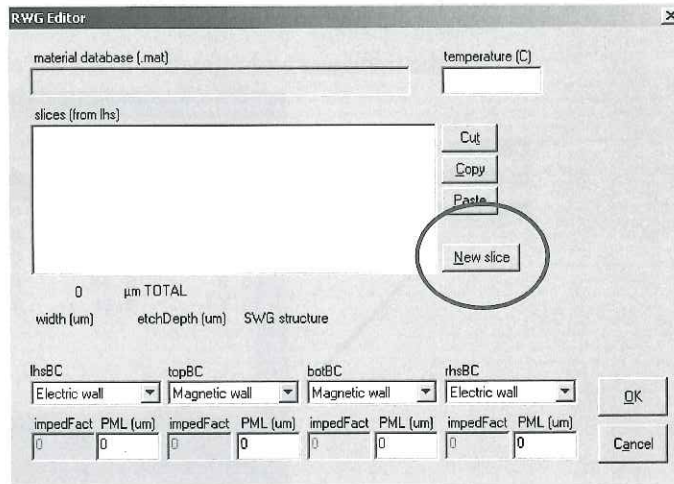 RWG Editor
material database (.mat)
temperature (C)
slices (from lhs)
Cut
Copy
Paste
New slice
0 µm TOTAL
width (um) etchDepth (um) SWG structure
lhsBC topBC botBC rhsBC
Electric wall Magnetic wall Magnetic wall Electric wall
OK
impedFact PML (um) impedFact PML (um) impedFact PML (um) impedFact PML (um)
0 0 0 0 0 0 0 0
Cancel